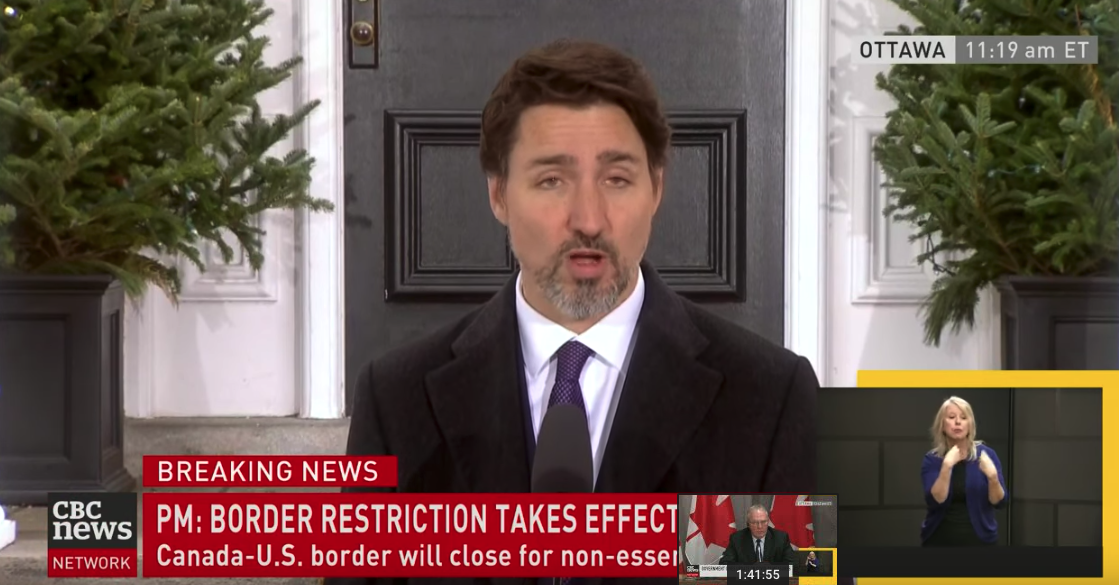 OTTAWA 11:19 am ET
BREAKING NEWS
CBC
news
NETWORK
PM: BORDER RESTRICTION TAKES EFFECT
Canada-U.S. border will close for non-essen
1:41:55